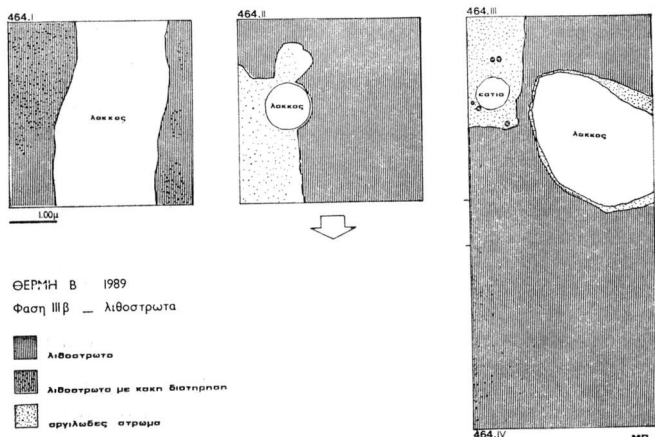 464.I
464.II
464.III
λακκος
λακκος
εστια
λακκος
1.00μ
ΘΕΡΜΗ Β 1989
Φαση ΙΙΙβ _ λιθοστρωτα
λιθοστρωτο
λιθοστρωτο με κακη διατηρηση
αργιλωδες στρωμα
464.IV